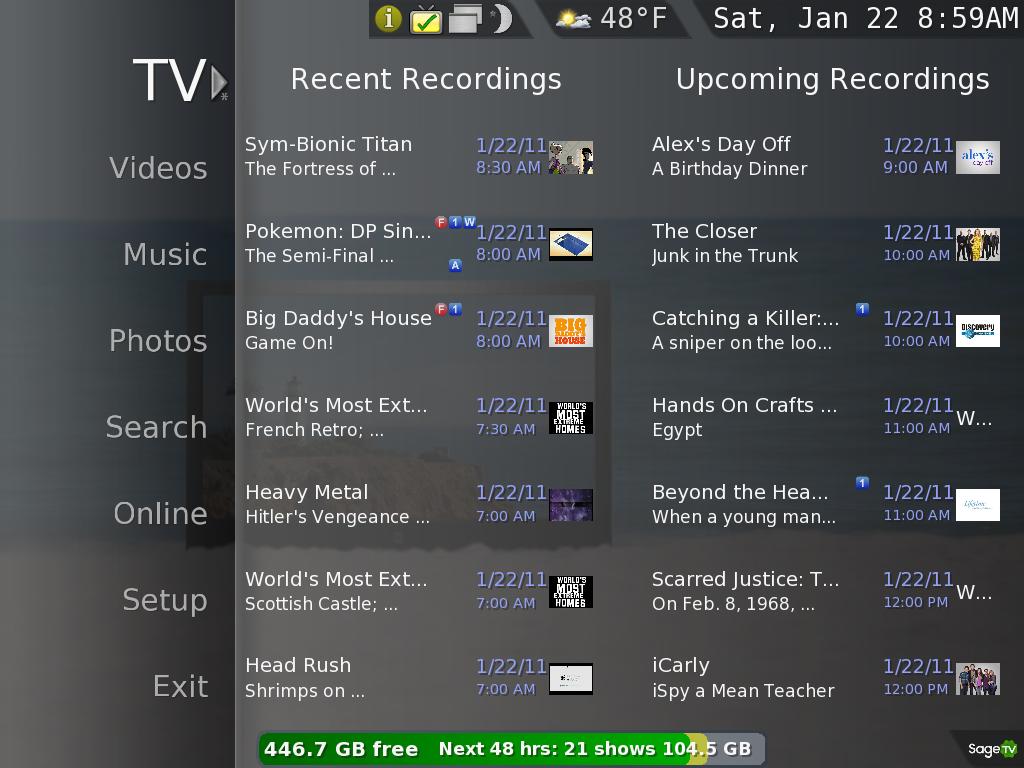 48°F
Sat, Jan 22 8:59AM
TV
Videos
Music
Photos
Search
Online
Setup
Exit
Recent Recordings
Sym-Bionic Titan
1/22/11
The Fortress of ...
8:30 AM
Pokemon: DP Sin...
F 1 W
1/22/11
The Semi-Final ...
A
8:00 AM
Big Daddy's House
F 1
1/22/11
BIG
Game On!
8:00 AM
HOUSE
World's Most Ext...
1/22/11
WORLD'S
MOST
EXTREME
HOMES
French Retro; ...
7:30 AM
Heavy Metal
1/22/11
Hitler's Vengeance ...
7:00 AM
World's Most Ext...
1/22/11
WORLD'S
MOST
EXTREME
HOMES
Scottish Castle; ...
7:00 AM
Head Rush
1/22/11
Shrimps on ...
7:00 AM
Upcoming Recordings
Alex's Day Off
1/22/11
alex's
day off
A Birthday Dinner
9:00 AM
The Closer
1/22/11
Junk in the Trunk
10:00 AM
Catching a Killer:...
1
1/22/11
DISCOVERY
A sniper on the loo...
10:00 AM
Hands On Crafts ...
1/22/11
W...
Egypt
11:00 AM
Beyond the Hea...
1
1/22/11
Lifetime
When a young man...
11:00 AM
Scarred Justice: T...
1/22/11
W...
On Feb. 8, 1968, ...
12:00 PM
iCarly
1/22/11
iSpy a Mean Teacher
12:00 PM
446.7 GB free Next 48 hrs: 21 shows 104.5 GB
SageTV